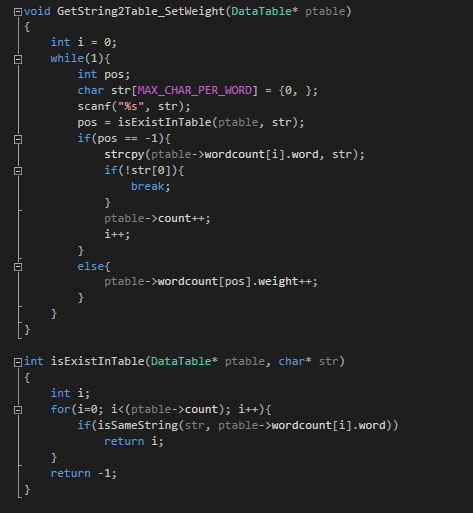 void GetString2Table_SetWeight(DataTable* ptable)
{
    int i = 0;
    while(1){
        int pos;
        char str[MAX_CHAR_PER_WORD] = {0, };
        scanf("%s", str);
        pos = isExistInTable(ptable, str);
        if(pos == -1){
            strcpy(ptable->wordcount[i].word, str);
            if(!str[0]){
                break;
            }
            ptable->count++;
            i++;
        }
        else{
            ptable->wordcount[pos].weight++;
        }
    }
}
int isExistInTable(DataTable* ptable, char* str)
{
    int i;
    for(i=0; i<(ptable->count); i++){
        if(isSameString(str, ptable->wordcount[i].word))
            return i;
    }
    return -1;
}